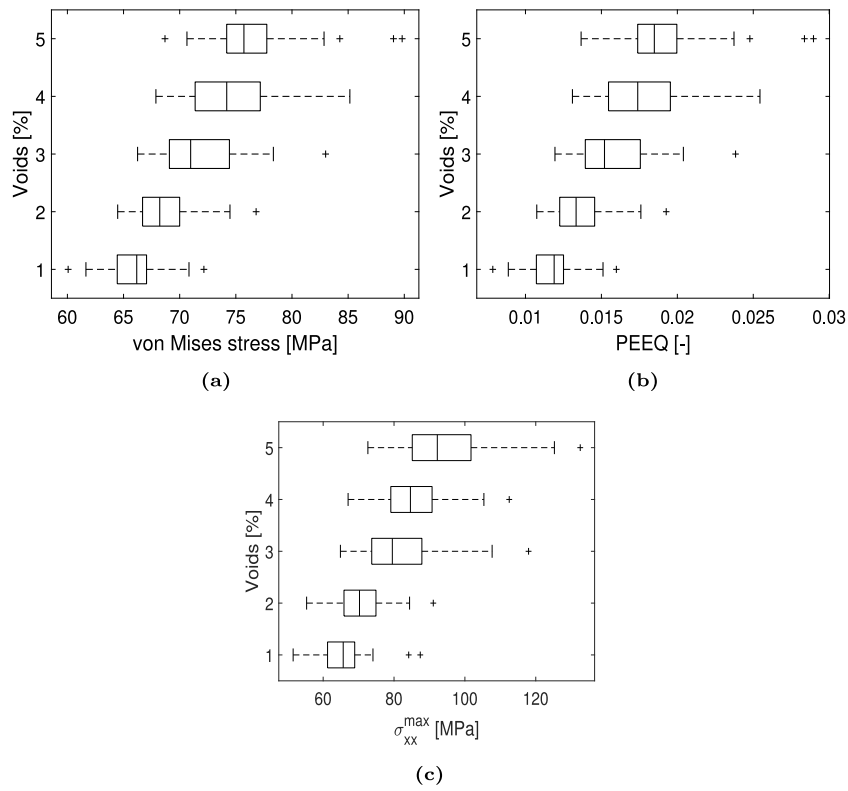 5
4
3
2
1
Voids [%]
60 65 70 75 80 85 90
von Mises stress [MPa]
(a)
5
4
3
2
1
Voids [%]
0.01 0.015 0.02 0.025 0.03
PEEQ [-]
(b)
5
4
3
2
1
Voids [%]
60 80 100 120
σxx^max [MPa]
(c)